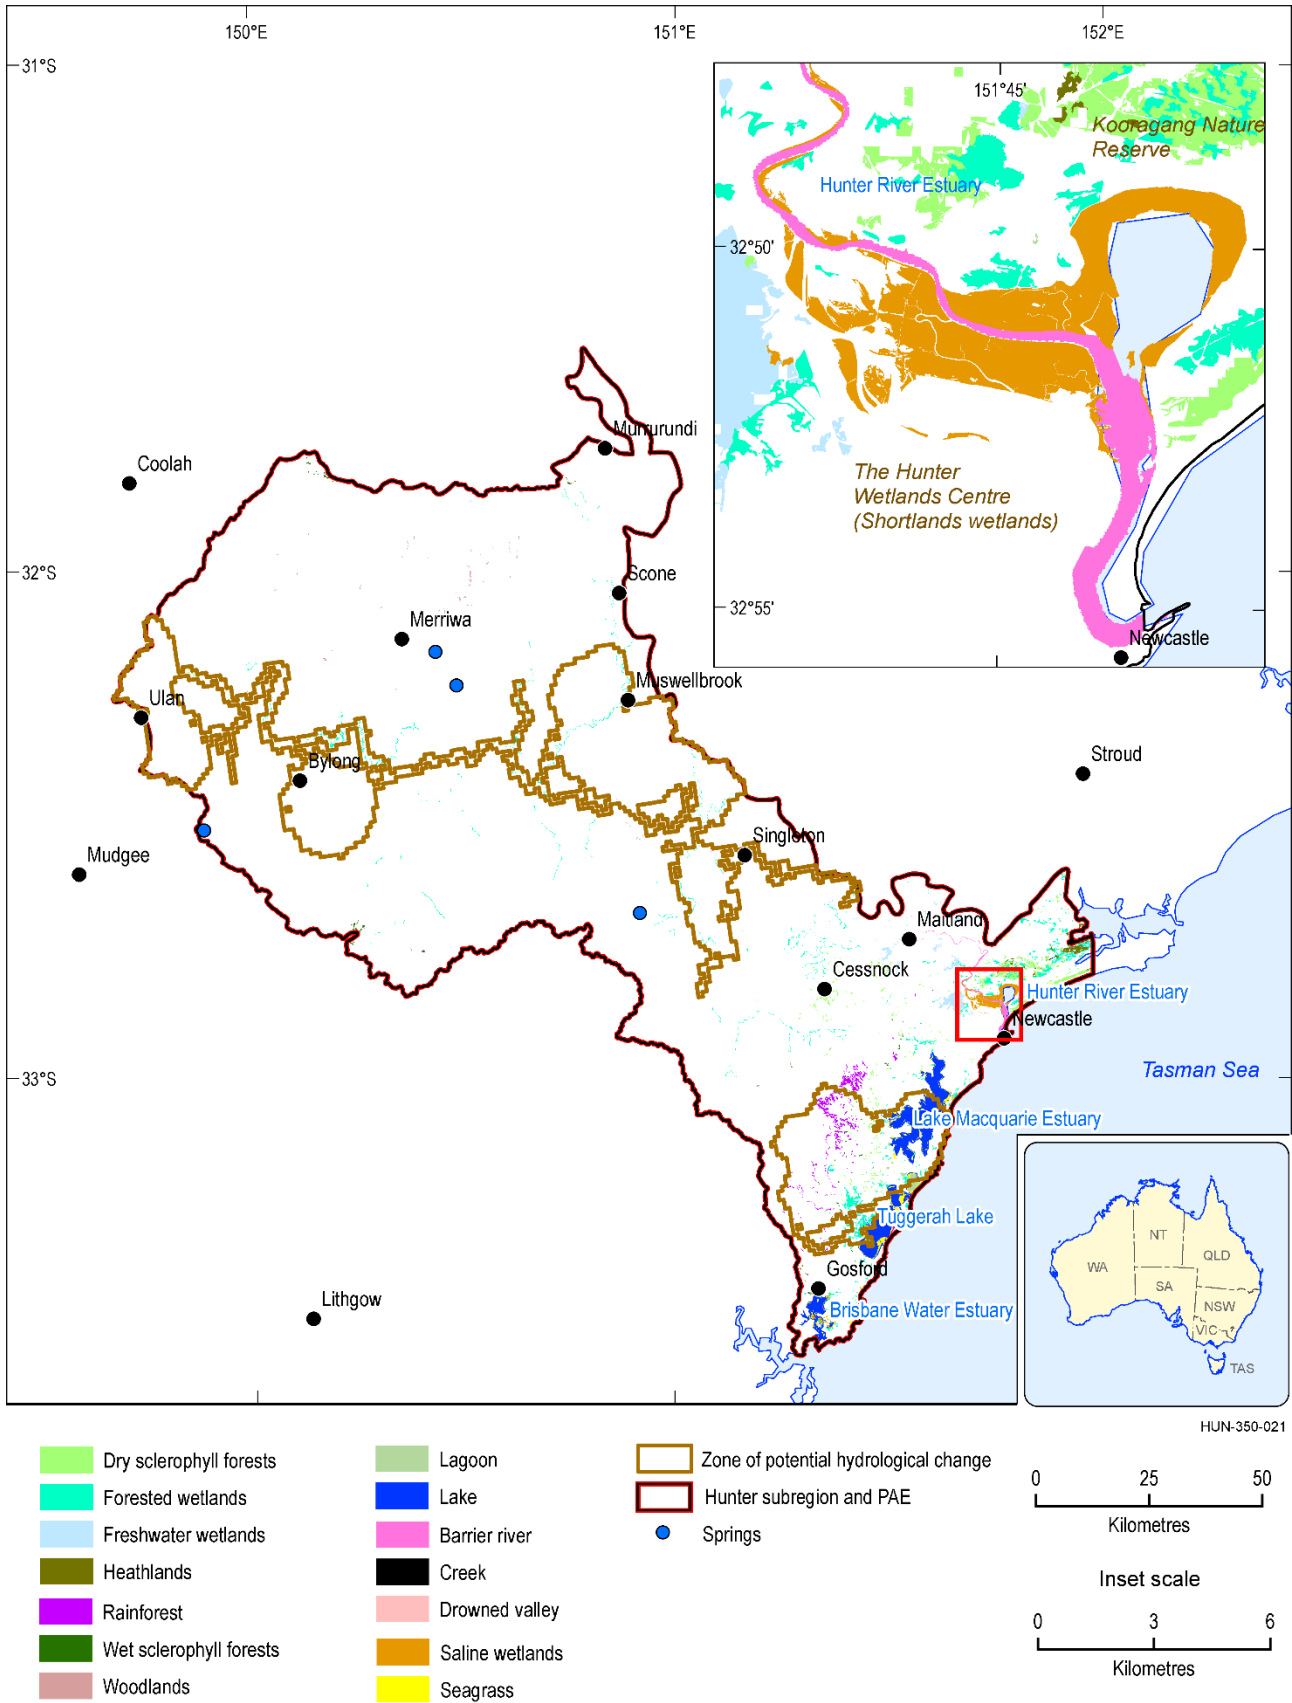 150°E
151°E
152°E
31°S
151°45'
Kooragang Nature
Reserve
Hunter River Estuary
32°50'
The Hunter
Wetlands Centre
(Shortlands wetlands)
32°55'
Newcastle
Murrurundi
Coolah
32°S
Scone
Merriwa
Muswellbrook
Ulan
Bylong
Stroud
Singleton
Mudgee
Maitland
Cessnock
Hunter River Estuary
Newcastle
33°S
Tasman Sea
Lake Macquarie Estuary
Tuggerah Lake
Gosford
Brisbane Water Estuary
Lithgow
WA
NT
QLD
SA
NSW
VIC
TAS
HUN-350-021
Dry sclerophyll forests
Forested wetlands
Freshwater wetlands
Heathlands
Rainforest
Wet sclerophyll forests
Woodlands
Lagoon
Lake
Barrier river
Creek
Drowned valley
Saline wetlands
Seagrass
Zone of potential hydrological change
Hunter subregion and PAE
Springs
0 25 50
Kilometres
Inset scale
0 3 6
Kilometres